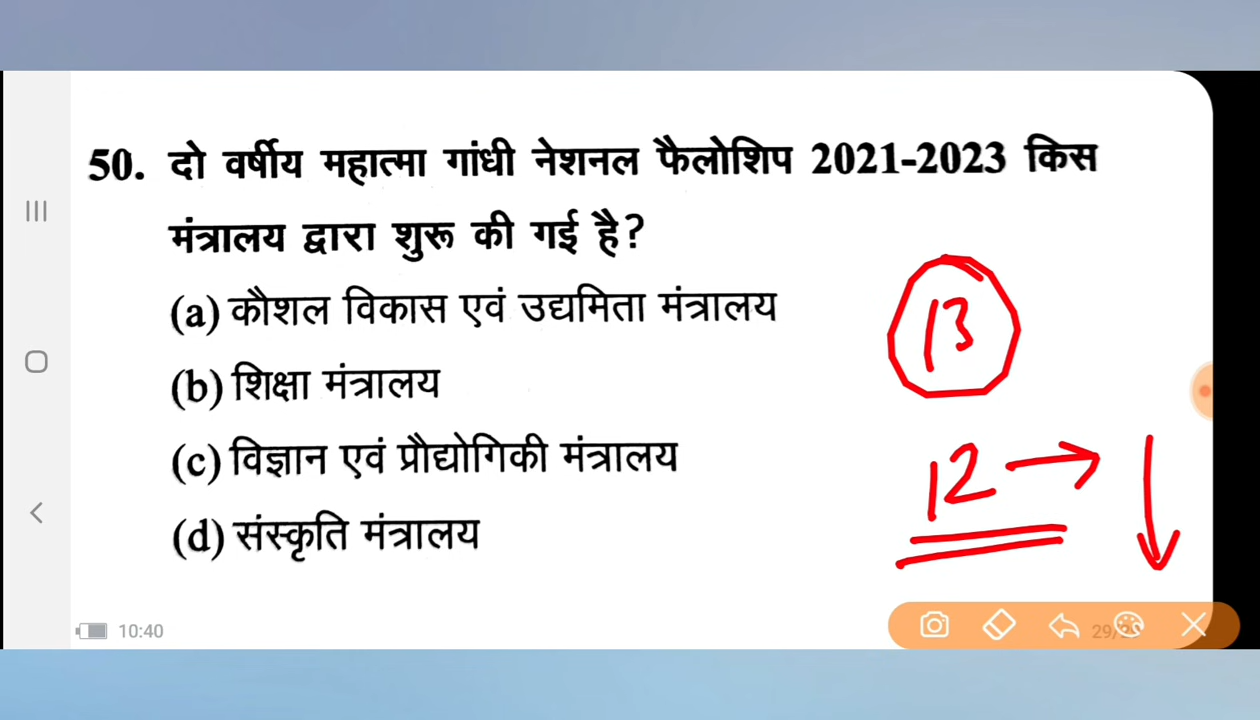 50. दो वर्षीय महात्मा गांधी नेशनल फैलोशिप 2021-2023 किस
मंत्रालय द्वारा शुरू की गई है?
(a) कौशल विकास एवं उद्यमिता मंत्रालय
(b) शिक्षा मंत्रालय
(c) विज्ञान एवं प्रौद्योगिकी मंत्रालय
(d) संस्कृति मंत्रालय
13
12
10:40